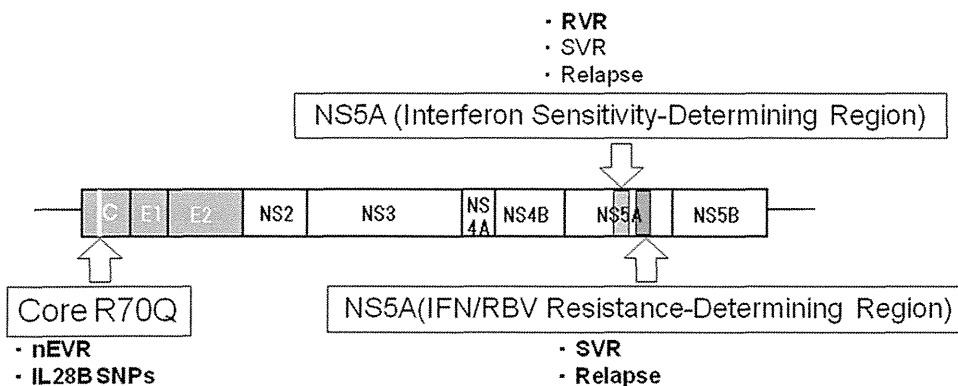 · RVR
· SVR
· Relapse
NS5A (Interferon Sensitivity-Determining Region)
C E1 E2 NS2 NS3 NS 4A NS4B NS5A NS5B
Core R70Q
· nEVR
· IL28B SNPs
NS5A(IFN/RBV Resistance-Determining Region)
· SVR
· Relapse